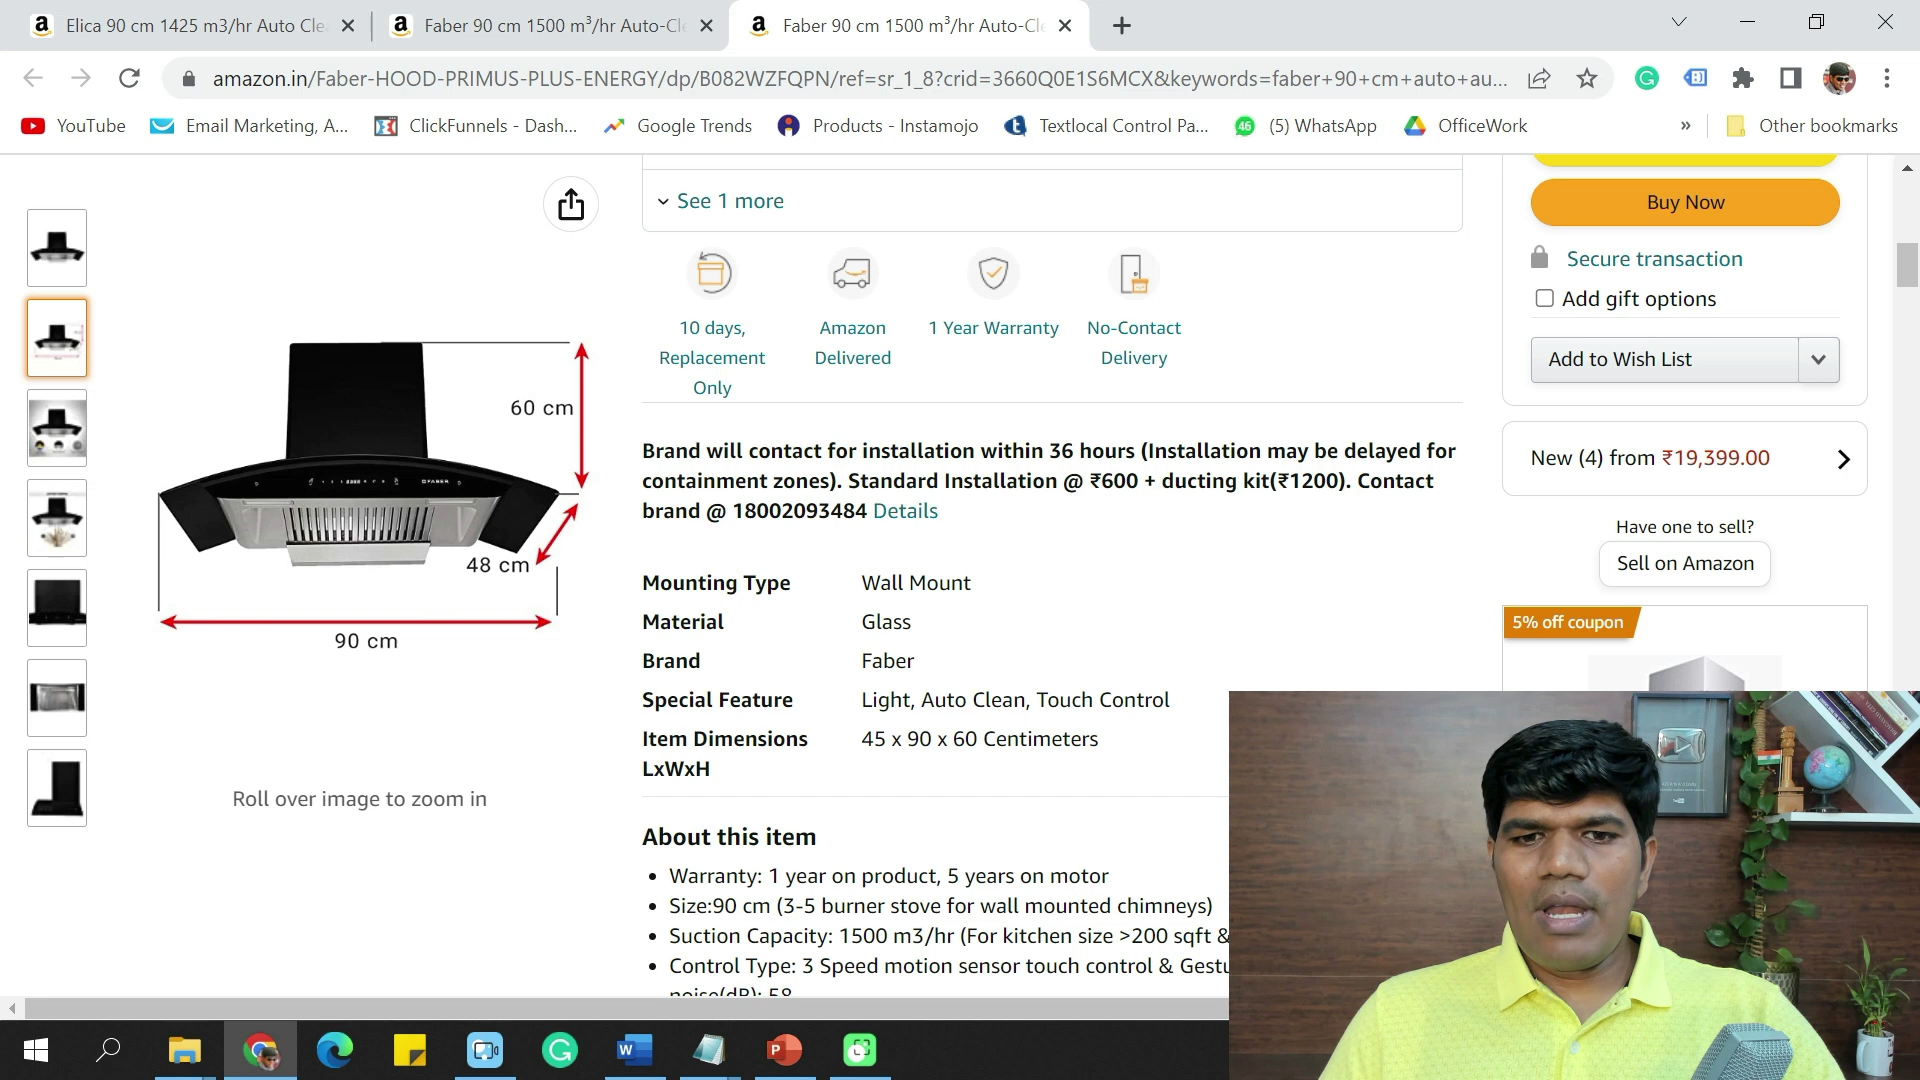 Elica 90 cm 1425 m3/hr Auto Cle
Faber 90 cm 1500 m³/hr Auto-Cle
Faber 90 cm 1500 m³/hr Auto-Cle
amazon.in/Faber-HOOD-PRIMUS-PLUS-ENERGY/dp/B082WZFQPN/ref=sr_1_8?crid=3660Q0E1S6MCX&keywords=faber+90+cm+auto+au...
YouTube
Email Marketing, A...
ClickFunnels - Dash...
Google Trends
Products - Instamojo
Textlocal Control Pa...
46
(5) WhatsApp
OfficeWork
»
Other bookmarks
See 1 more
10 days,
Replacement
Only
Amazon
Delivered
1 Year Warranty
No-Contact
Delivery
Brand will contact for installation within 36 hours (Installation may be delayed for
containment zones). Standard Installation @ ₹600 + ducting kit(₹1200). Contact
brand @ 18002093484 Details
Mounting Type Wall Mount
Material Glass
Brand Faber
Special Feature Light, Auto Clean, Touch Control
Item Dimensions 45 x 90 x 60 Centimeters
LxWxH
About this item
• Warranty: 1 year on product, 5 years on motor
• Size:90 cm (3-5 burner stove for wall mounted chimneys)
• Suction Capacity: 1500 m3/hr (For kitchen size >200 sqft &
• Control Type: 3 Speed motion sensor touch control & Gestu
noise(dB): 58
60 cm
FABER
48 cm
90 cm
Roll over image to zoom in
Buy Now
Secure transaction
Add gift options
Add to Wish List
New (4) from ₹19,399.00
Have one to sell?
Sell on Amazon
5% off coupon